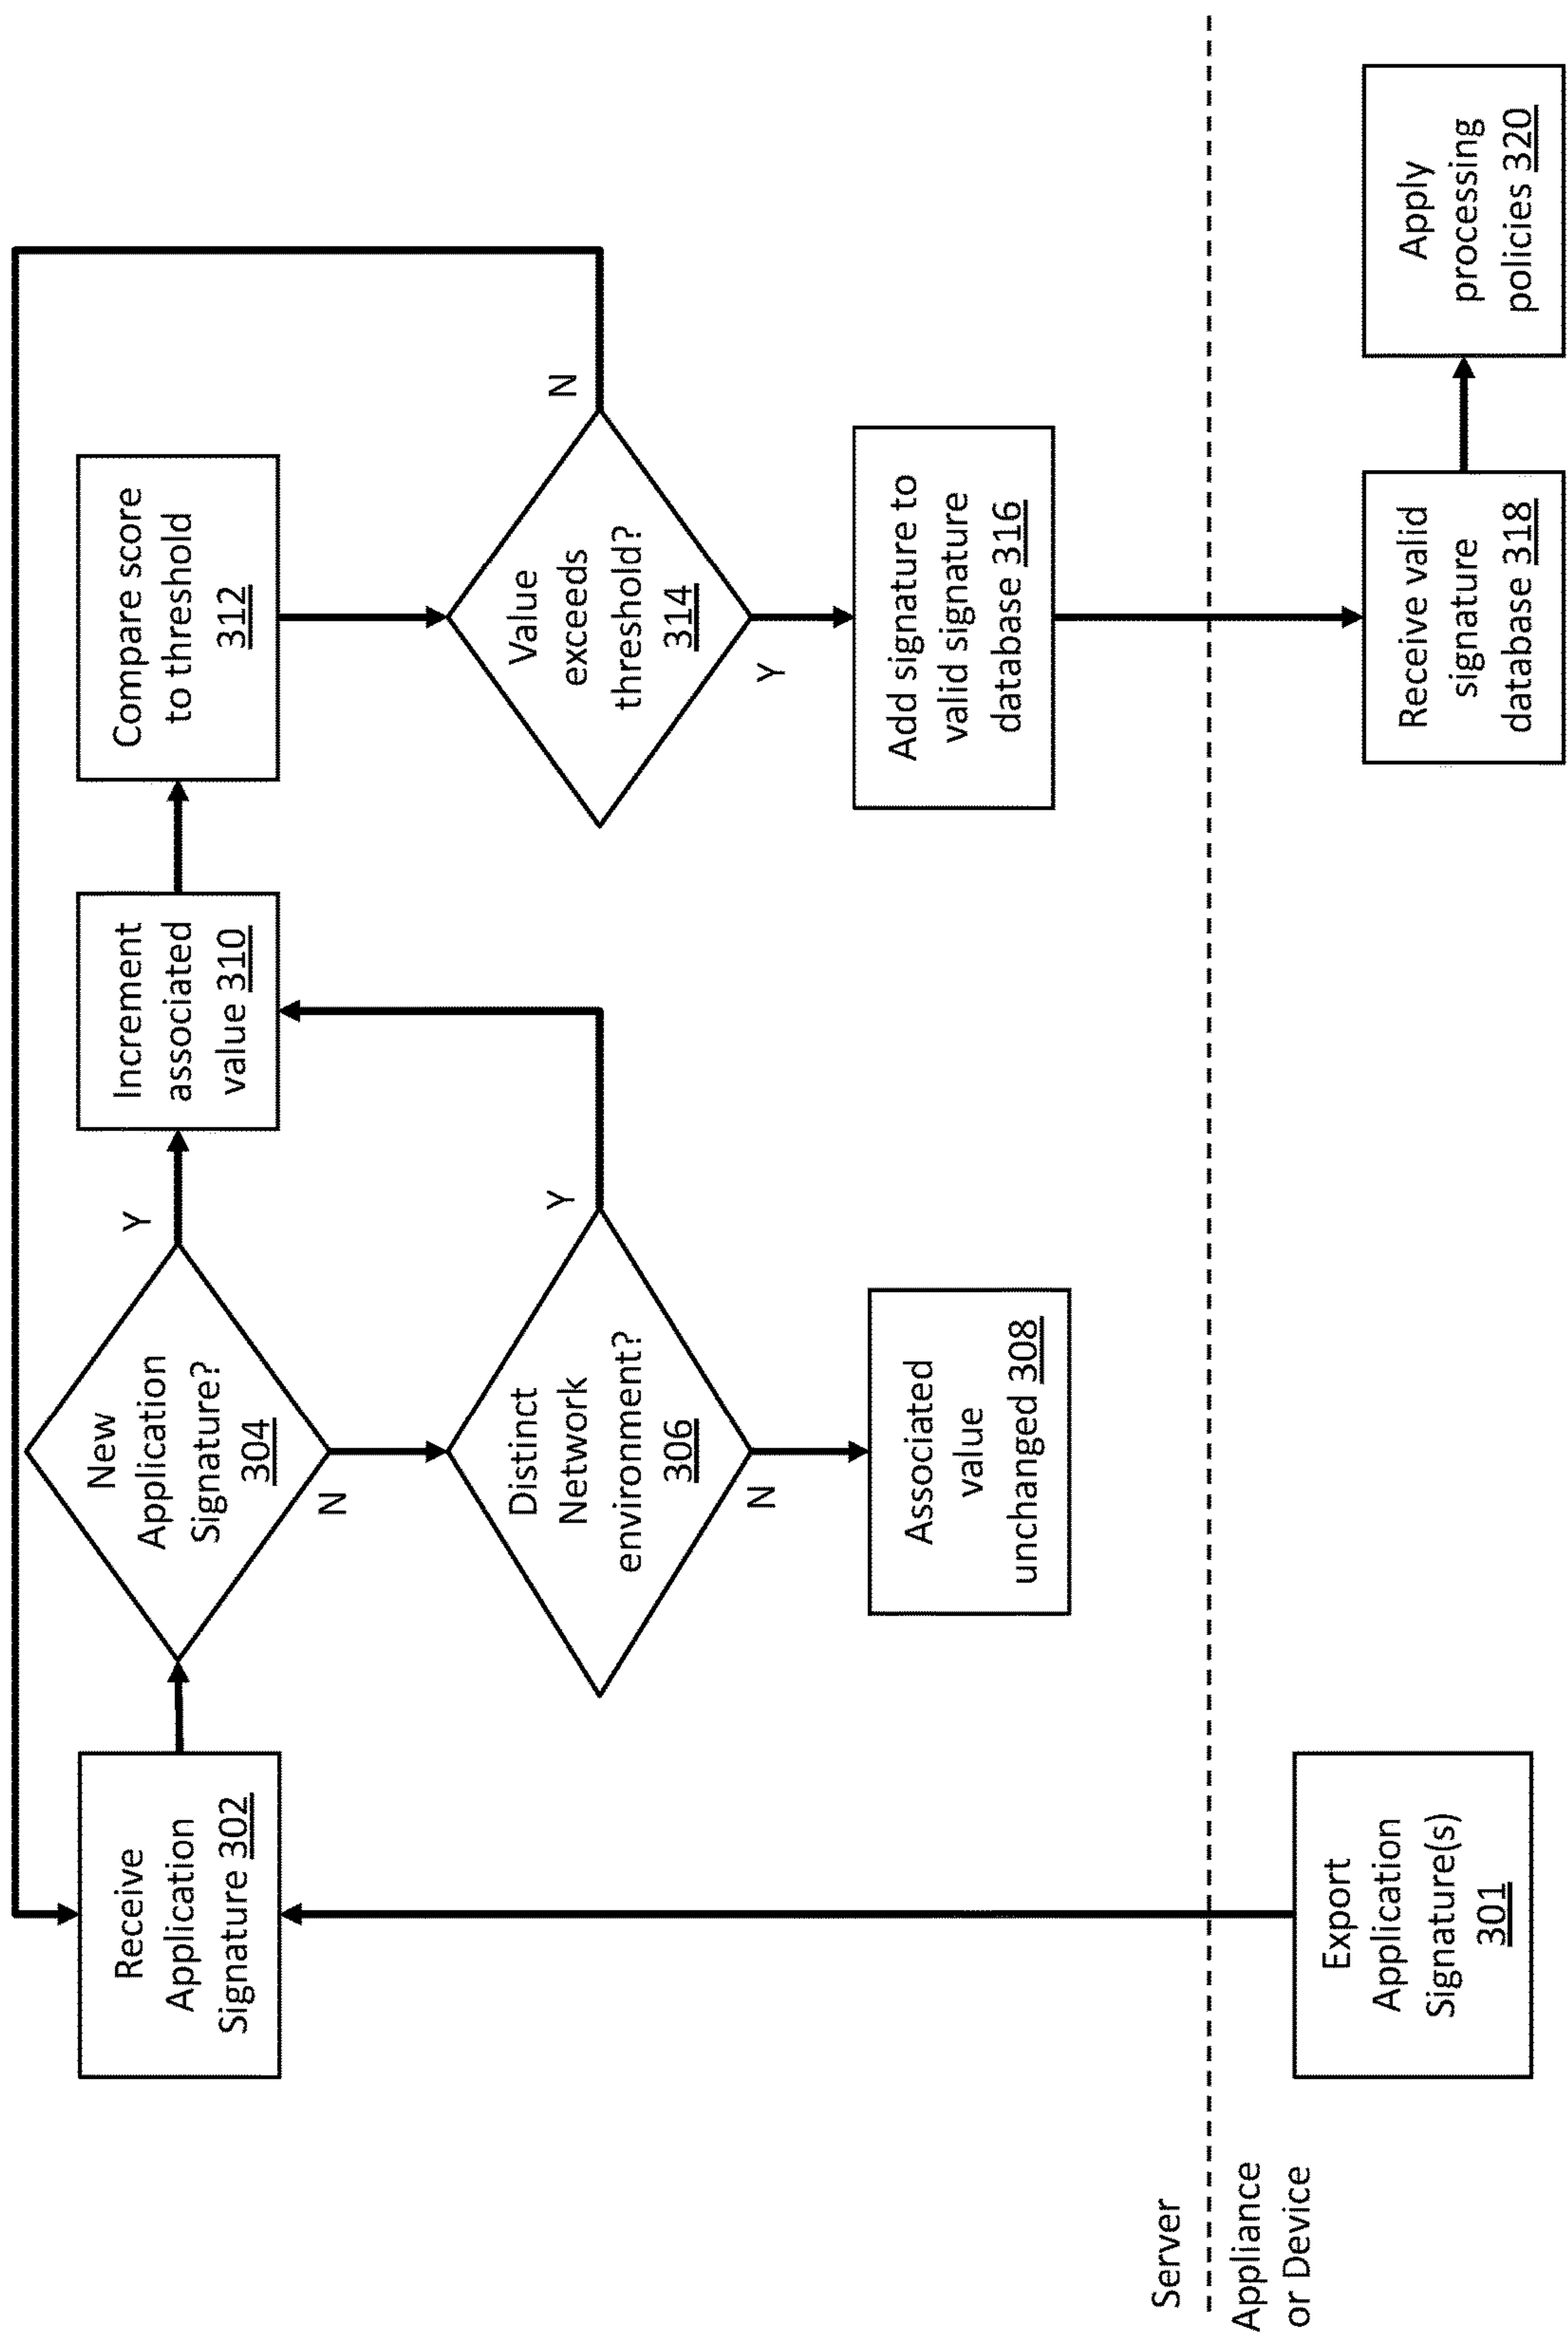 Receive
Application
Signature 302
New
Application
Signature?
304
Y
N
Increment
associated
value 310
Compare score
to threshold
312
Distinct
Network
environment?
306
Y
N
Value
exceeds
threshold?
314
N
Y
Associated
value
unchanged 308
Add signature to
valid signature
database 316
Server
Appliance
or Device
Export
Application
Signature(s)
301
Receive valid
signature
database 318
Apply
processing
policies 320